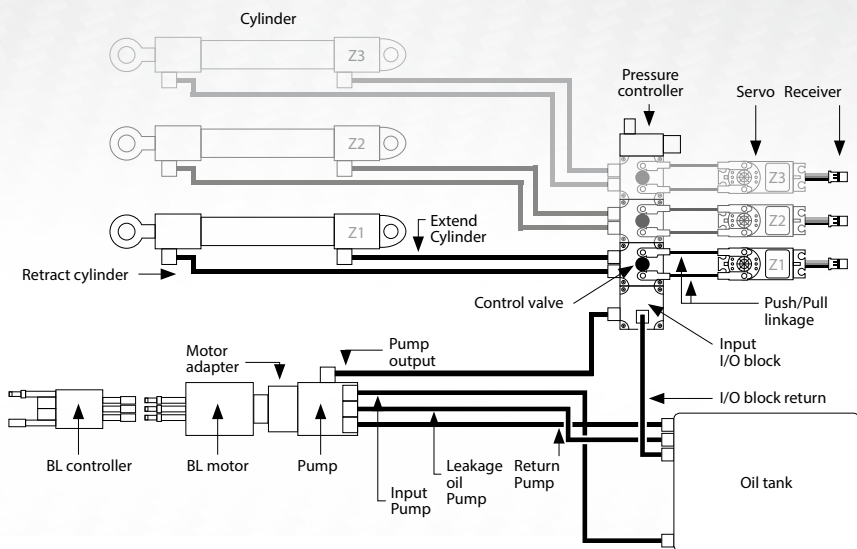 Cylinder
Z3
Pressure
controller
Servo
Receiver
Z3
Z2
Z2
Z1
Extend
Cylinder
Z1
Retract cylinder
Control valve
Push/Pull
linkage
Input
I/O block
Pump
output
Motor
adapter
I/O block return
BL controller
BL motor
Pump
Input
Pump
Leakage
oil
Pump
Return
Pump
Oil tank